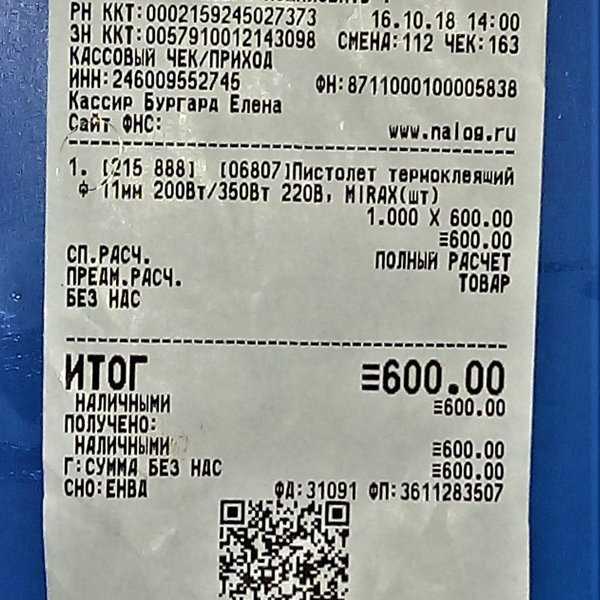 РН ККТ:0002159245027373 16.10.18 14:00
ЗН ККТ:0057910012143098 СМЕНА:112 ЧЕК:163
КАССОВЫЙ ЧЕК/ПРИХОД
ИНН:246009552745 ФН:8711000100005838
Кассир Бургард Елена
Сайт ФНС: www.nalog.ru
1. [215 888] [06807]Пистолет термоклеящий
ф 11мм 200Вт/350Вт 220В, MIRAX(шт)
1.000 X 600.00
≡600.00
СП.РАСЧ. ПОЛНЫЙ РАСЧЕТ
ПРЕДМ.РАСЧ. ТОВАР
БЕЗ НАС
ИТОГ ≡600.00
НАЛИЧНЫМИ ≡600.00
ПОЛУЧЕНО:
НАЛИЧНЫМИ ≡600.00
Г:СУММА БЕЗ НАС ≡600.00
СНО:ЕНВД ФД:31091 ФП:3611283507